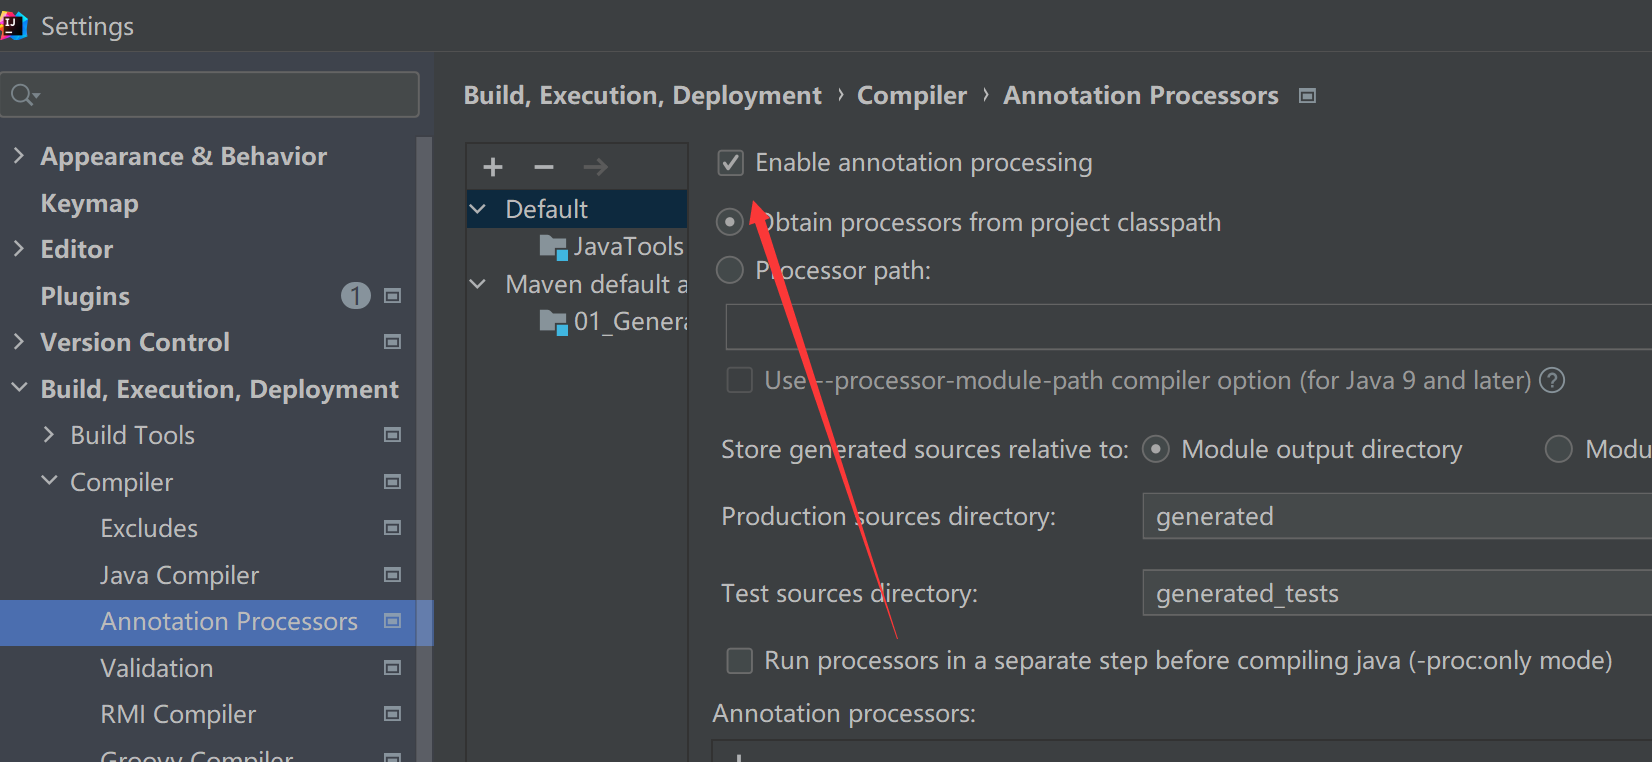 Settings
Build, Execution, Deployment › Compiler › Annotation Processors
Appearance & Behavior
Keymap
Editor
Plugins 1
Version Control
Build, Execution, Deployment
Build Tools
Compiler
Excludes
Java Compiler
Annotation Processors
Validation
RMI Compiler
Groovy Compiler
Default
JavaTools
Maven default a
01_Genera
Enable annotation processing
Obtain processors from project classpath
Processor path:
Use --processor-module-path compiler option (for Java 9 and later) ?
Store generated sources relative to: Module output directory Modu
Production sources directory: generated
Test sources directory: generated_tests
Run processors in a separate step before compiling java (-proc:only mode)
Annotation processors: